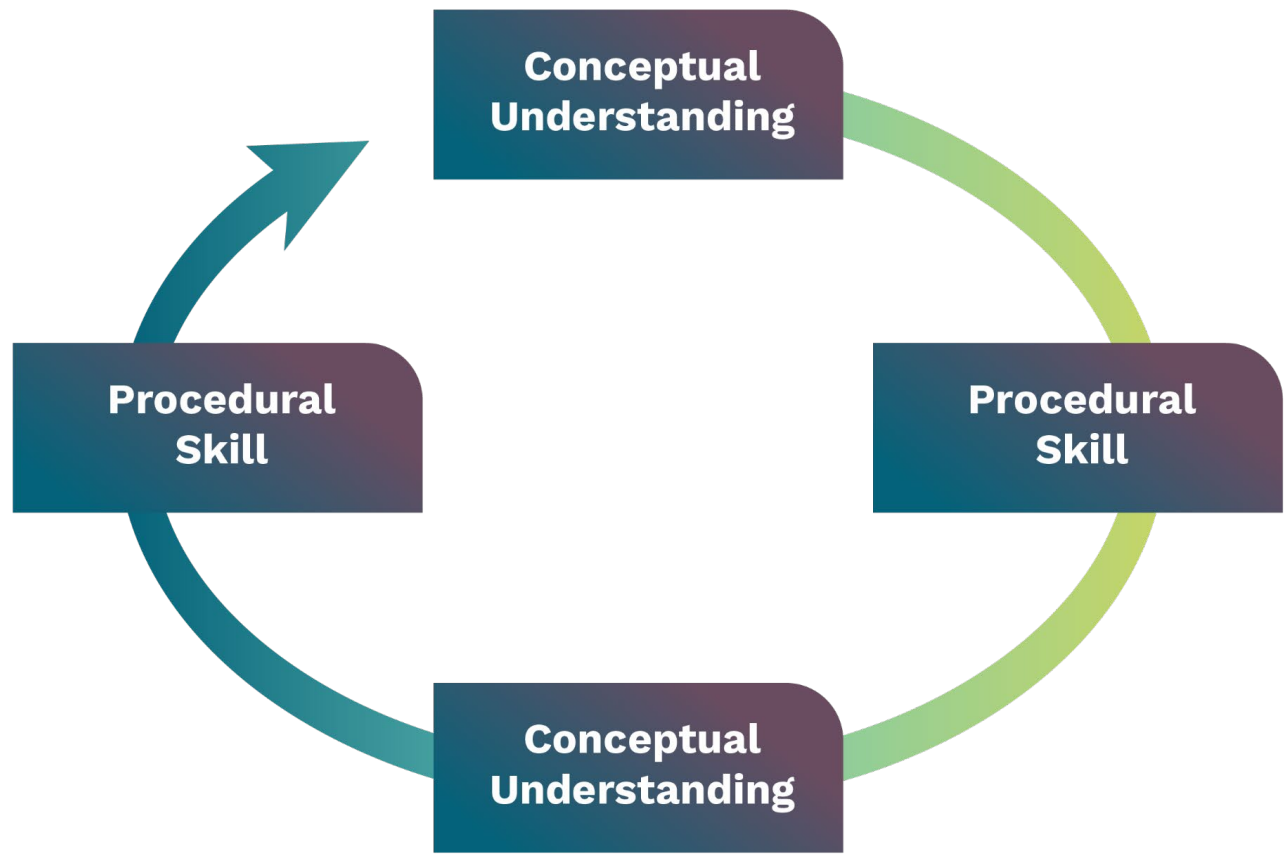 Conceptual
Understanding
Procedural
Skill
Procedural
Skill
Conceptual
Understanding